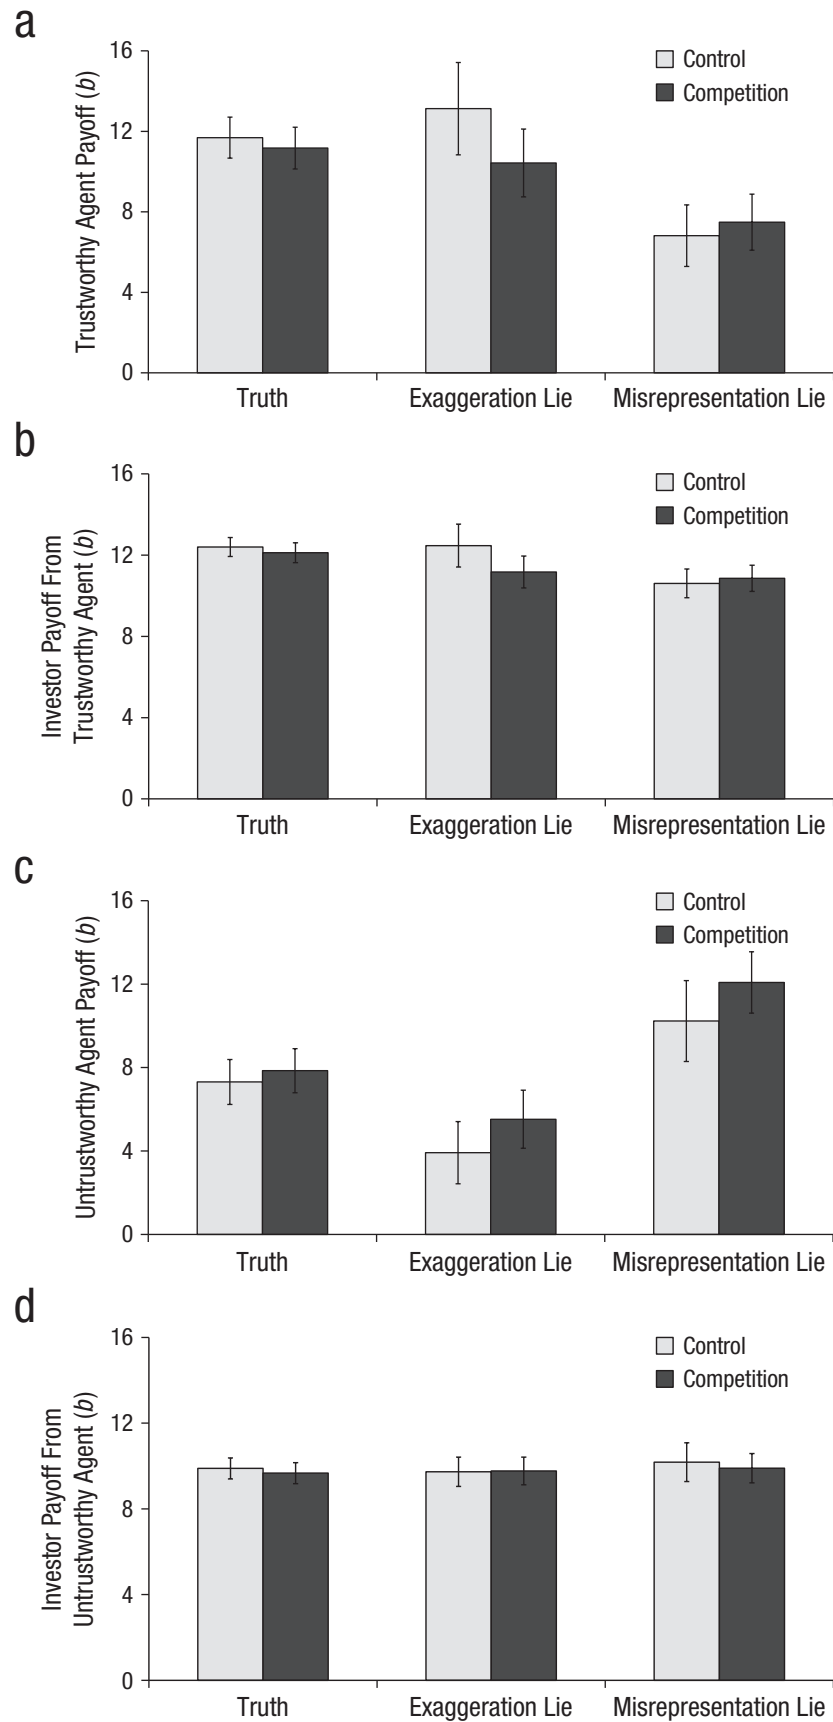 a
Trustworthy Agent Payoff (b)
16
12
8
4
0
Control
Competition
Truth
Exaggeration Lie
Misrepresentation Lie
b
Investor Payoff From
Trustworthy Agent (b)
16
12
8
4
0
Control
Competition
Truth
Exaggeration Lie
Misrepresentation Lie
c
Untrustworthy Agent Payoff (b)
16
12
8
4
0
Control
Competition
Truth
Exaggeration Lie
Misrepresentation Lie
d
Investor Payoff From
Untrustworthy Agent (b)
16
12
8
4
0
Control
Competition
Truth
Exaggeration Lie
Misrepresentation Lie